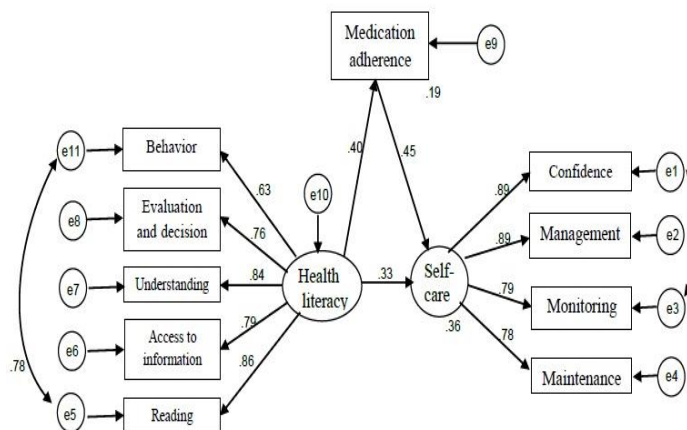 Medication
adherence
e9
.19
e11
Behavior
.40
.45
Confidence
e1
.63
e10
.89
e8
Evaluation
and decision
.76
Management
e2
.89
e7
Understanding
.84
Health
literacy
.33
Self-
care
.79
Monitoring
e3
e6
Access to
information
.79
.36
.78
.86
Maintenance
e4
.78
e5
Reading